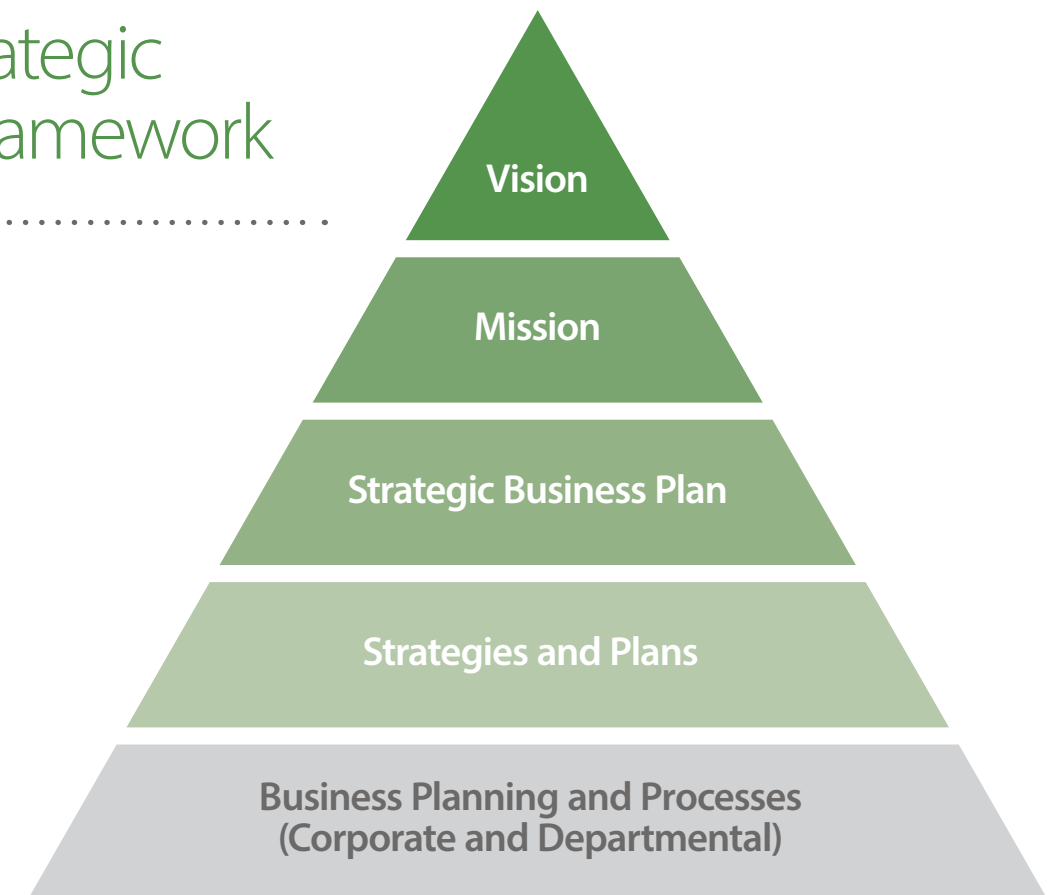 ategic
amework
Vision
Mission
Strategic Business Plan
Strategies and Plans
Business Planning and Processes
(Corporate and Departmental)